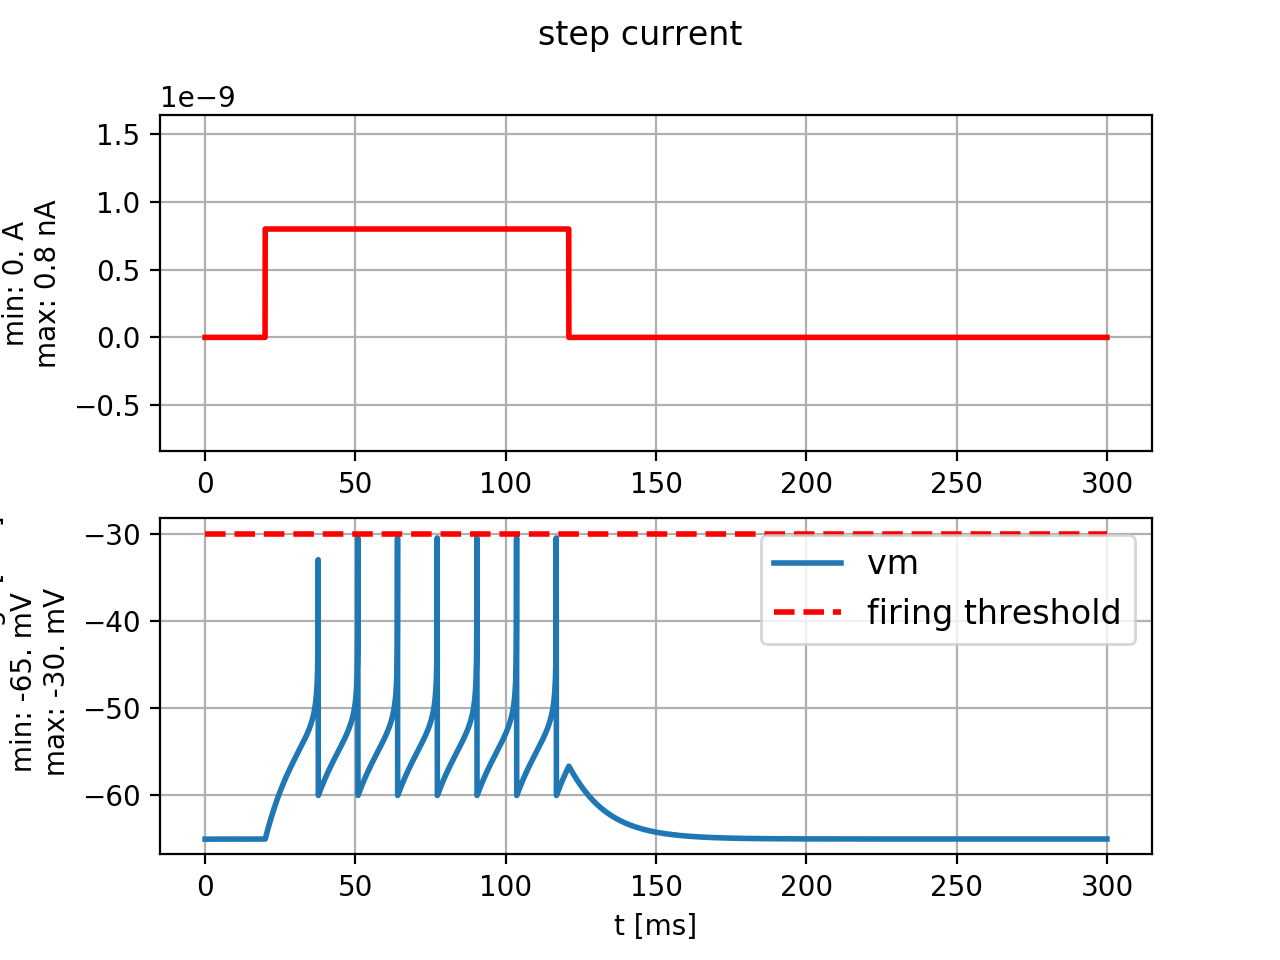 step current
1e−9
1.5
1.0
0.5
0.0
−0.5
min: 0. A
max: 0.8 nA
0 50 100 150 200 250 300
−30
−40
−50
−60
min: -65. mV
max: -30. mV
vm
firing threshold
0 50 100 150 200 250 300
t [ms]